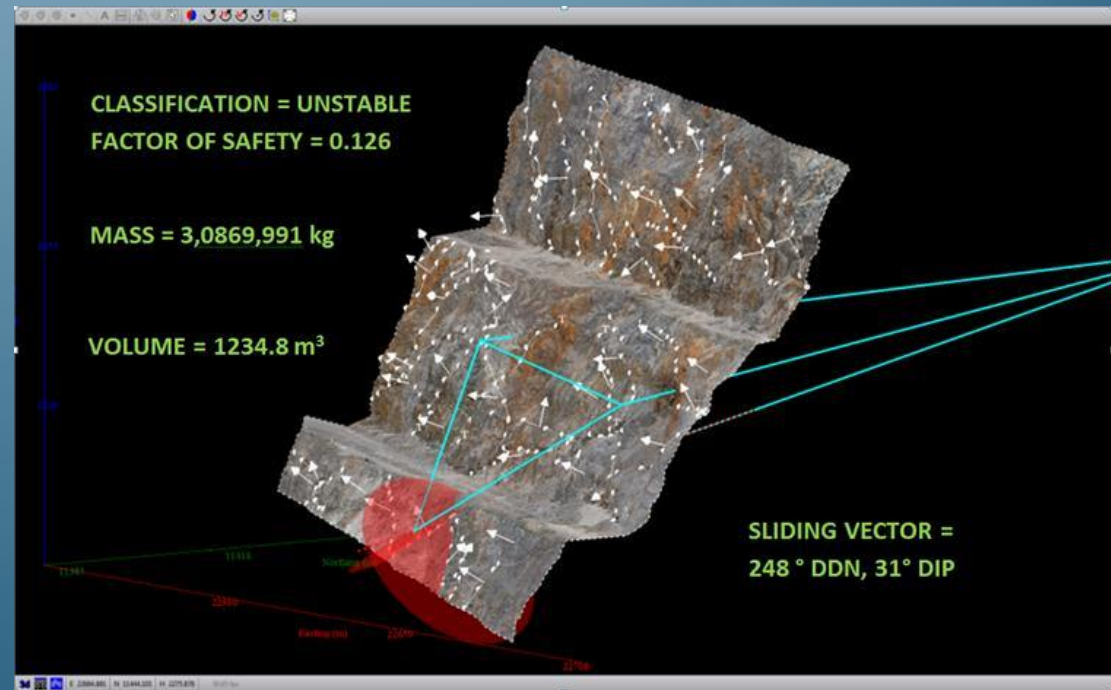 CLASSIFICATION = UNSTABLE
FACTOR OF SAFETY = 0.126
MASS = 3,0869,991 kg
VOLUME = 1234.8 m³
SLIDING VECTOR =
248 ° DDN, 31° DIP